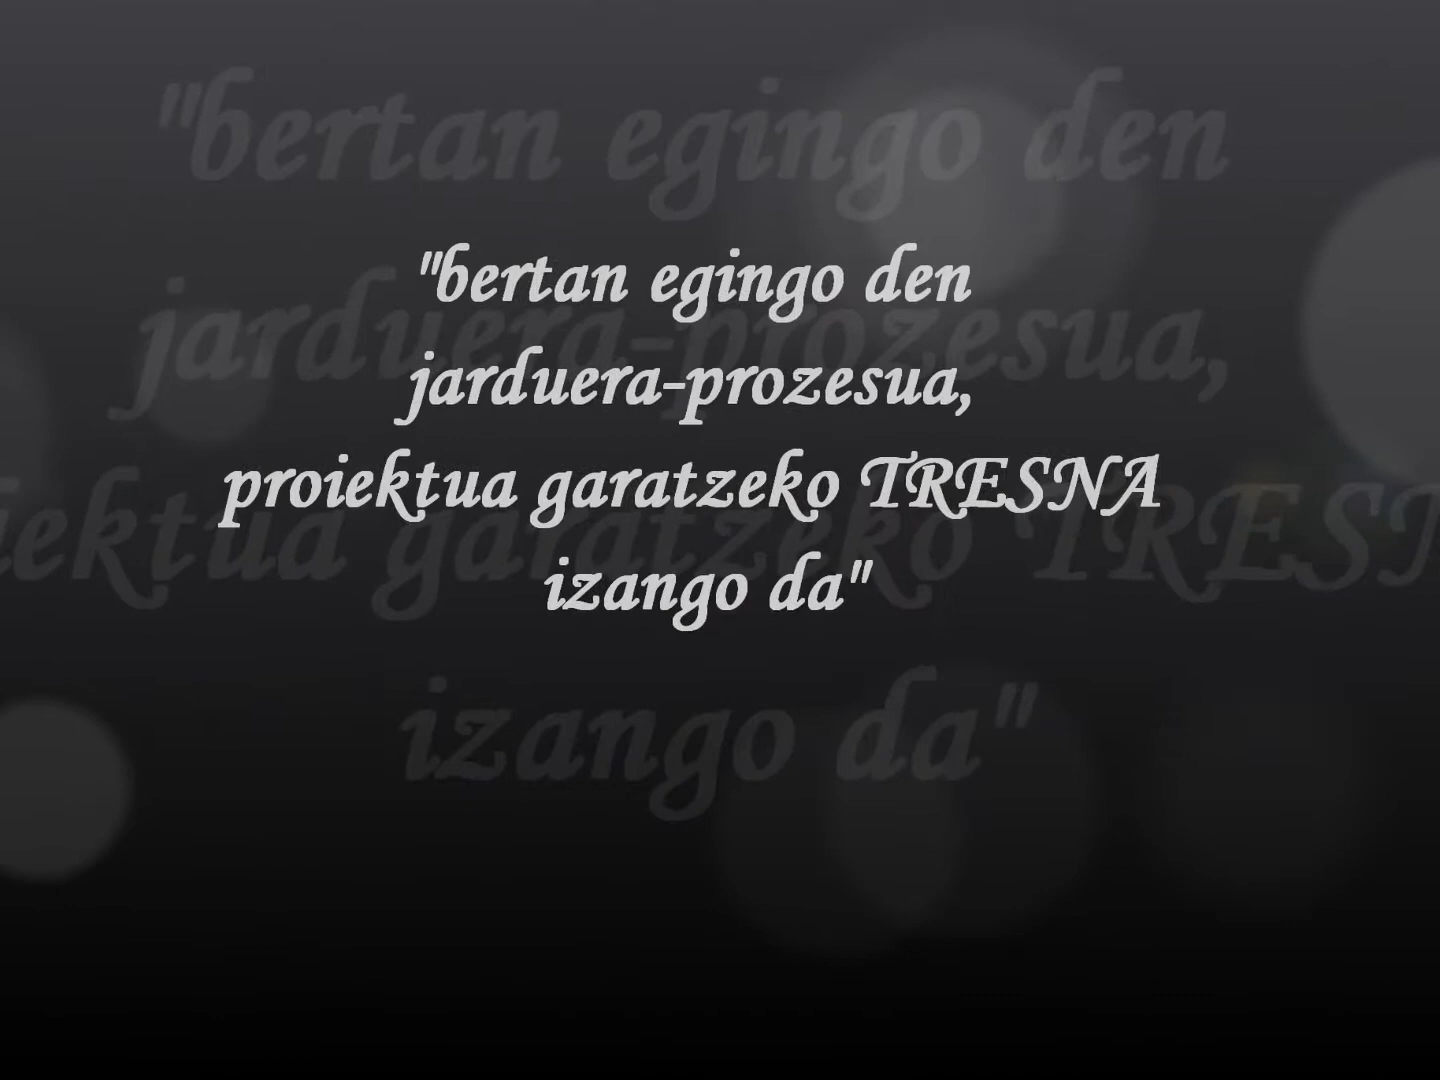 "bertan egingo den
jarduera-prozesua,
proiektua garatzeko TRESNA
izango da"